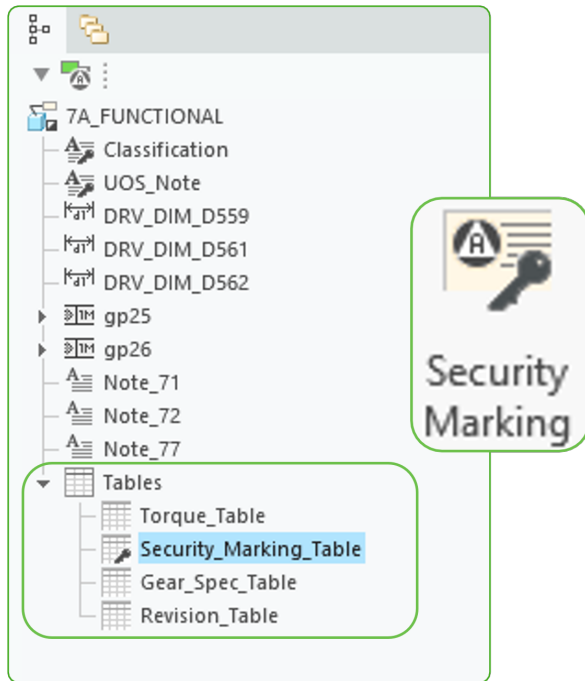 7A_FUNCTIONAL
Classification
UOS_Note
DRV_DIM_D559
DRV_DIM_D561
DRV_DIM_D562
gp25
gp26
Note_71
Note_72
Note_77
Tables
Torque_Table
Security_Marking_Table
Gear_Spec_Table
Revision_Table
Security
Marking